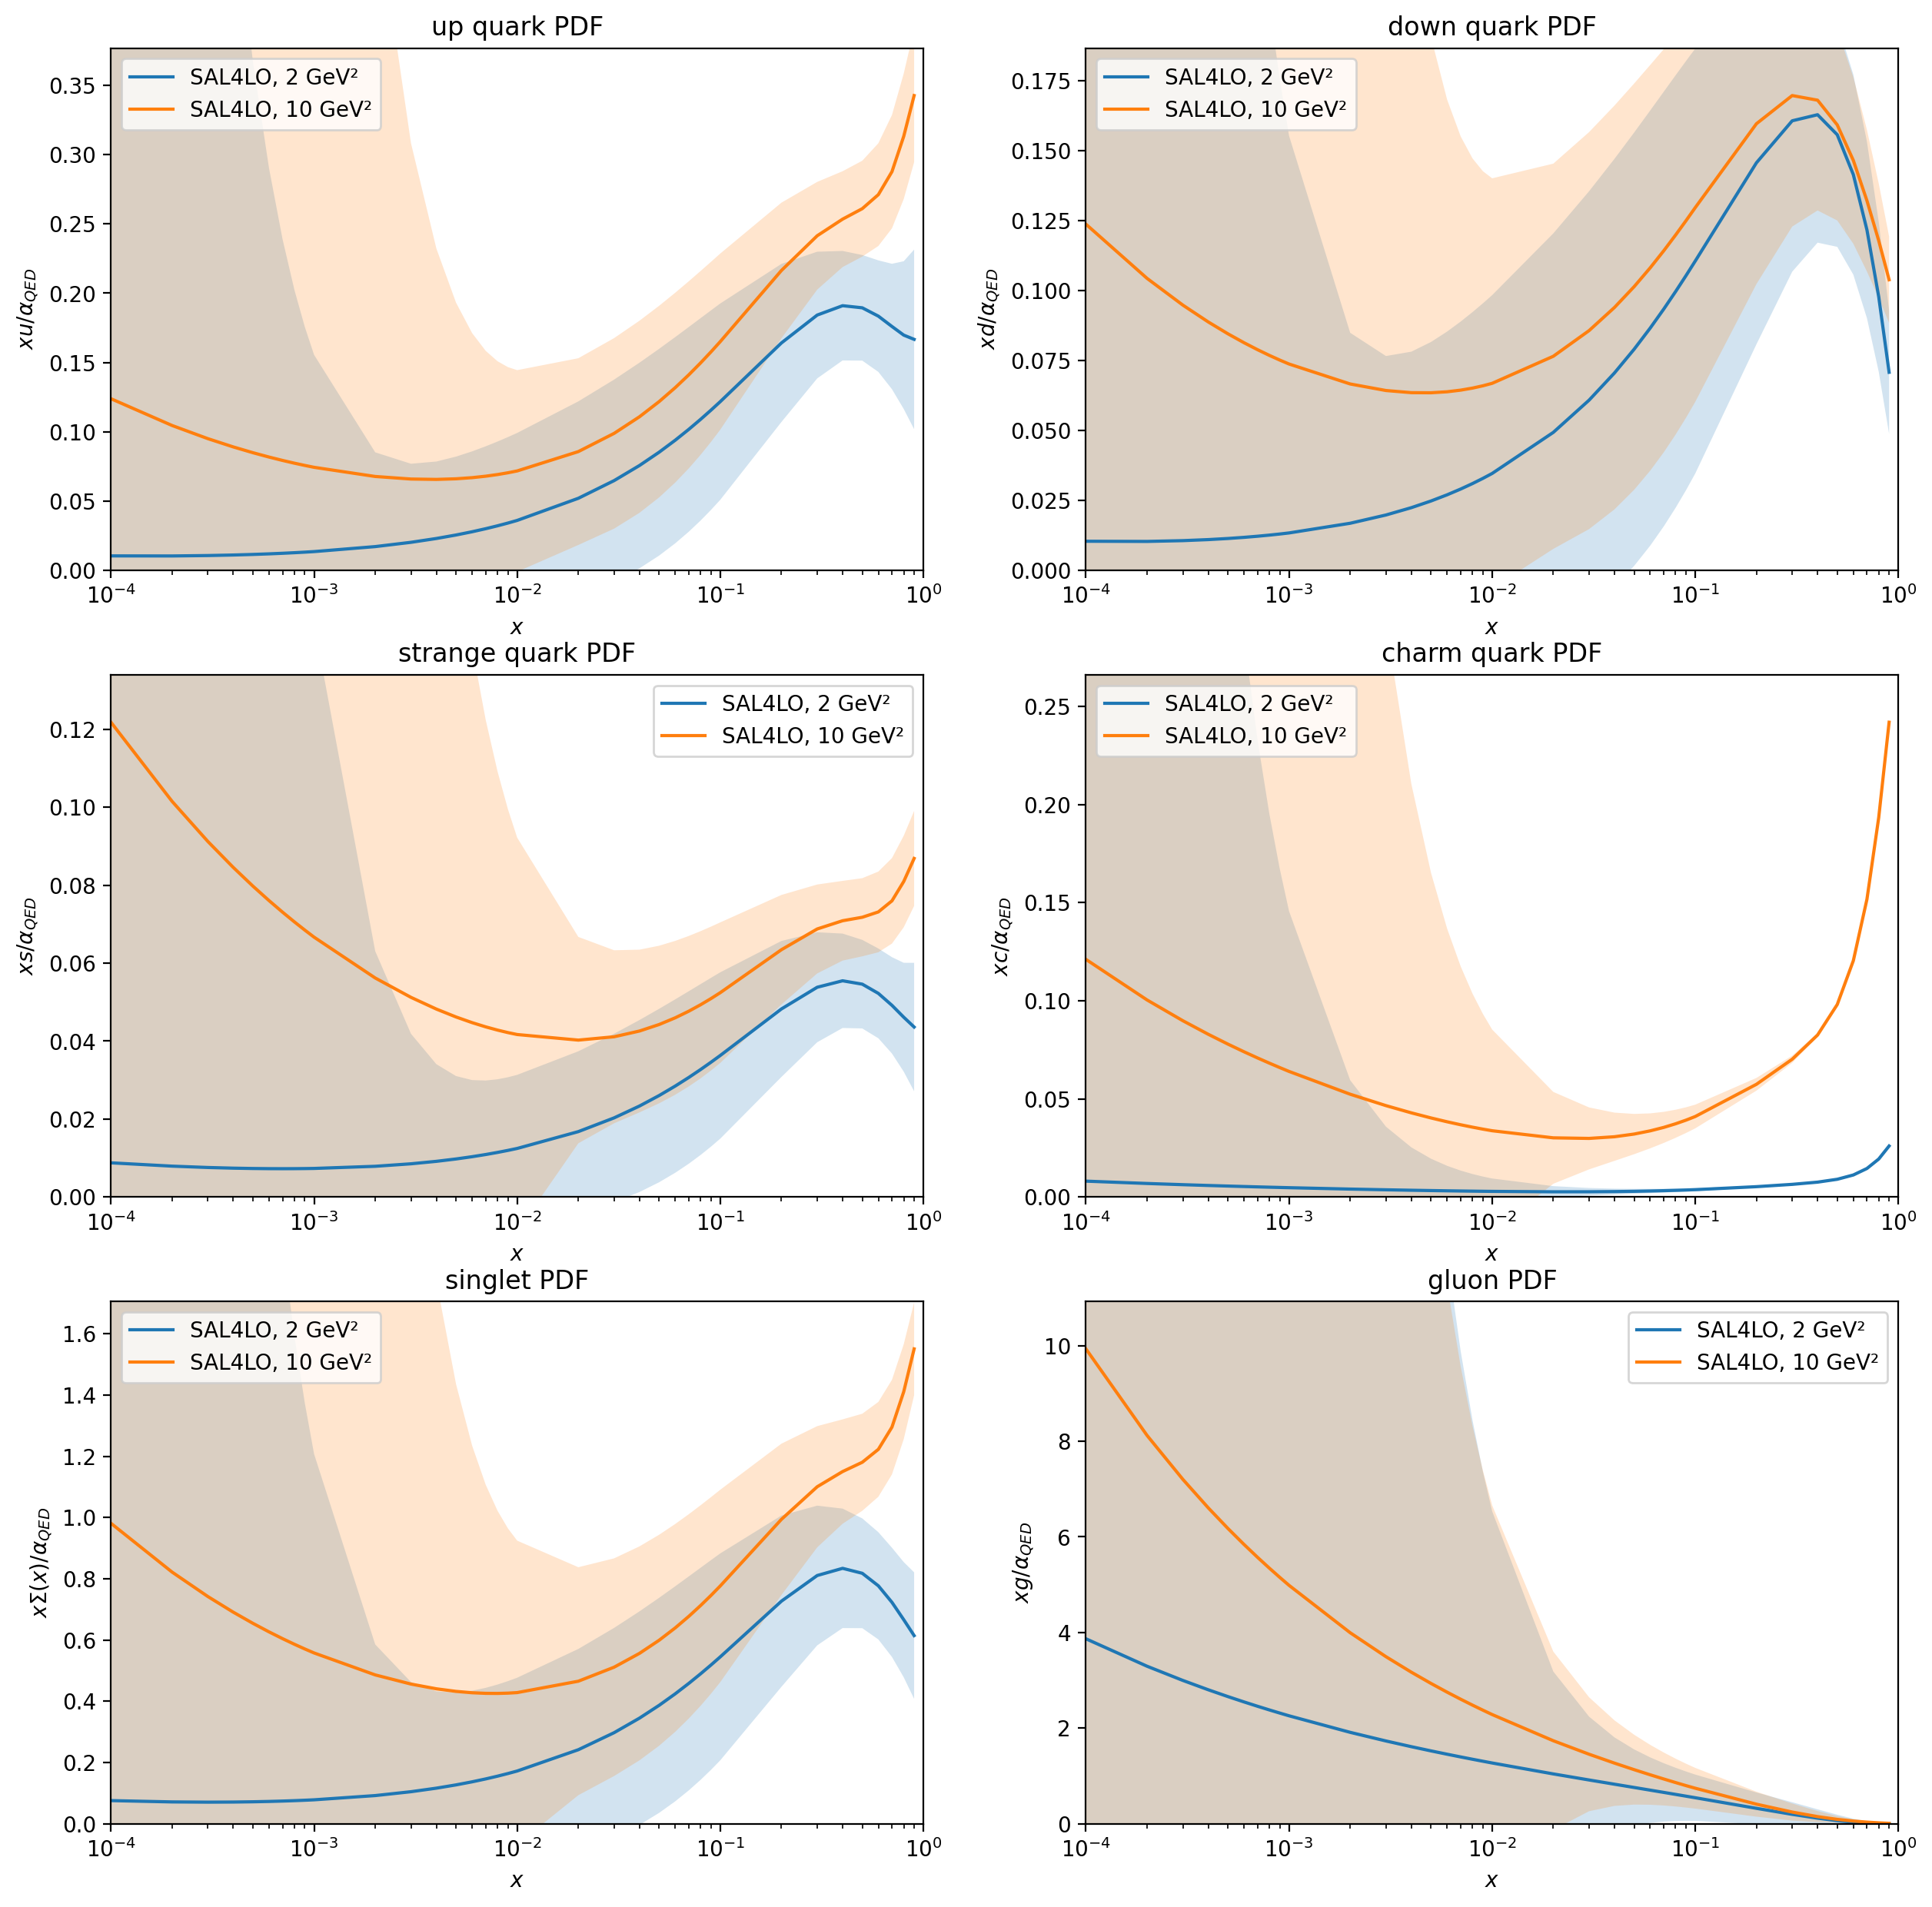 up quark PDF
xu/α_QED
0.35
0.30
0.25
0.20
0.15
0.10
0.05
0.00
SAL4LO, 2 GeV²
SAL4LO, 10 GeV²
10⁻⁴ 10⁻³ 10⁻² 10⁻¹ 10⁰
x
down quark PDF
xd/α_QED
0.175
0.150
0.125
0.100
0.075
0.050
0.025
0.000
SAL4LO, 2 GeV²
SAL4LO, 10 GeV²
10⁻⁴ 10⁻³ 10⁻² 10⁻¹ 10⁰
x
strange quark PDF
xs/α_QED
0.12
0.10
0.08
0.06
0.04
0.02
0.00
SAL4LO, 2 GeV²
SAL4LO, 10 GeV²
10⁻⁴ 10⁻³ 10⁻² 10⁻¹ 10⁰
x
charm quark PDF
xc/α_QED
0.25
0.20
0.15
0.10
0.05
0.00
SAL4LO, 2 GeV²
SAL4LO, 10 GeV²
10⁻⁴ 10⁻³ 10⁻² 10⁻¹ 10⁰
x
singlet PDF
xΣ(x)/α_QED
1.6
1.4
1.2
1.0
0.8
0.6
0.4
0.2
0.0
SAL4LO, 2 GeV²
SAL4LO, 10 GeV²
10⁻⁴ 10⁻³ 10⁻² 10⁻¹ 10⁰
x
gluon PDF
xg/α_QED
10
8
6
4
2
0
SAL4LO, 2 GeV²
SAL4LO, 10 GeV²
10⁻⁴ 10⁻³ 10⁻² 10⁻¹ 10⁰
x